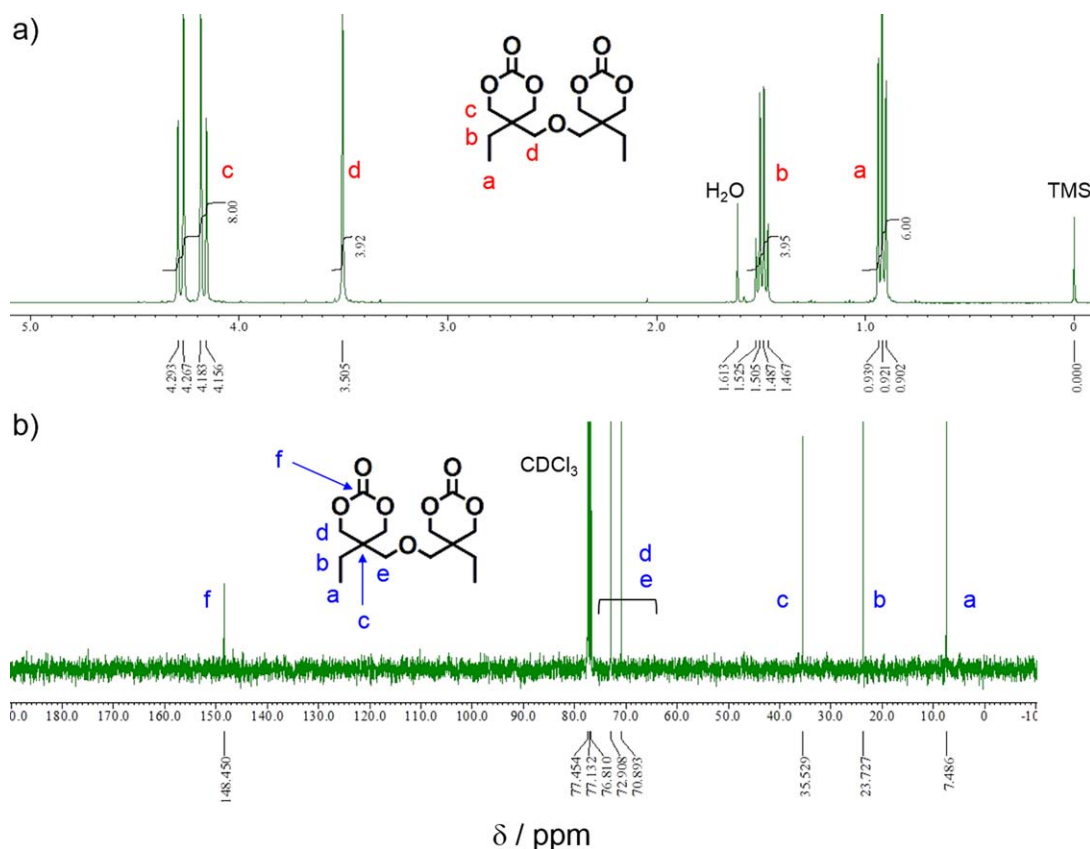 a)
O O
O O O O
c
b
O
d
a
c
8.00
d
3.92
H₂O
b
3.95
a
6.00
TMS
5.0 4.0 3.0 2.0 1.0 0
4.293
4.267
4.183
4.156
3.505
1.613
1.525
1.505
1.487
1.467
0.939
0.921
0.902
0.000
b)
f
O O
O O O O
d
b
O
a
e
c
f
CDCl₃
d
e
c
b
a
180.0 170.0 160.0 150.0 140.0 130.0 120.0 110.0 100.0 90.0 80.0 70.0 60.0 50.0 40.0 30.0 20.0 10.0 0
148.450
77.454
77.132
76.810
72.908
70.893
35.529
23.727
7.486
δ / ppm